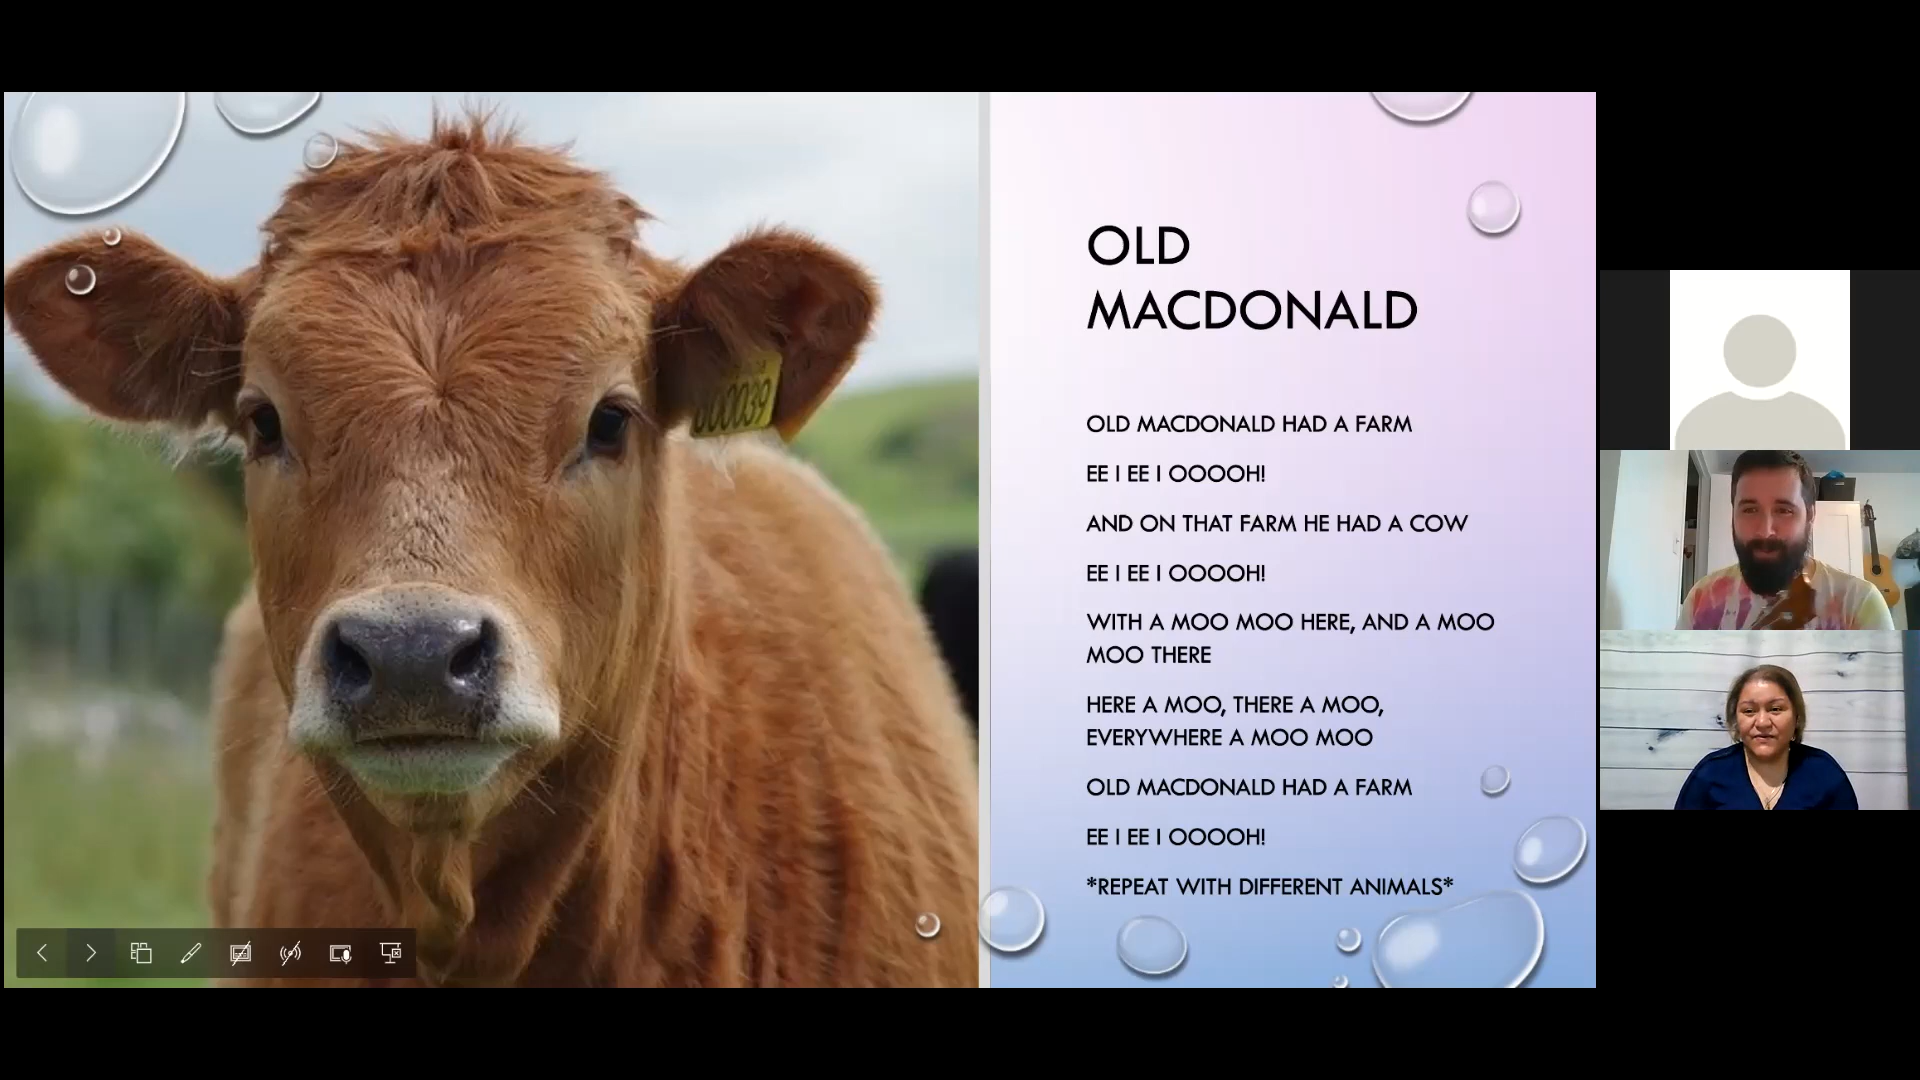 OLD
MACDONALD
OLD MACDONALD HAD A FARM
EE I EE I OOOOH!
AND ON THAT FARM HE HAD A COW
EE I EE I OOOOH!
WITH A MOO MOO HERE, AND A MOO
MOO THERE
HERE A MOO, THERE A MOO,
EVERYWHERE A MOO MOO
OLD MACDONALD HAD A FARM
EE I EE I OOOOH!
*REPEAT WITH DIFFERENT ANIMALS*